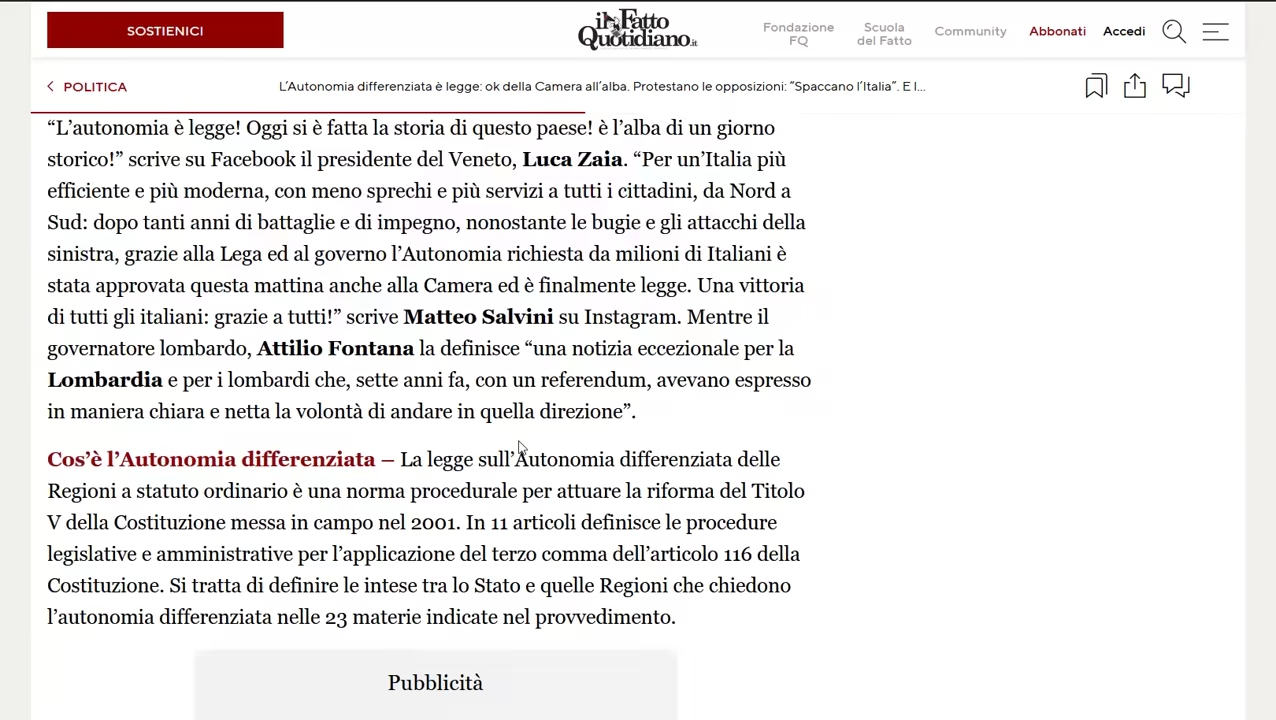 SOSTIENICI
il Fatto
Quotidiano.it
Fondazione
FQ
Scuola
del Fatto
Community
Abbonati
Accedi
POLITICA
L’Autonomia differenziata è legge: ok della Camera all’alba. Protestano le opposizioni: “Spaccano l’Italia”. E l...
“L’autonomia è legge! Oggi si è fatta la storia di questo paese! è l’alba di un giorno
storico!” scrive su Facebook il presidente del Veneto, Luca Zaia. “Per un’Italia più
efficiente e più moderna, con meno sprechi e più servizi a tutti i cittadini, da Nord a
Sud: dopo tanti anni di battaglie e di impegno, nonostante le bugie e gli attacchi della
sinistra, grazie alla Lega ed al governo l’Autonomia richiesta da milioni di Italiani è
stata approvata questa mattina anche alla Camera ed è finalmente legge. Una vittoria
di tutti gli italiani: grazie a tutti!” scrive Matteo Salvini su Instagram. Mentre il
governatore lombardo, Attilio Fontana la definisce “una notizia eccezionale per la
Lombardia e per i lombardi che, sette anni fa, con un referendum, avevano espresso
in maniera chiara e netta la volontà di andare in quella direzione”.
Cos’è l’Autonomia differenziata – La legge sull’Autonomia differenziata delle
Regioni a statuto ordinario è una norma procedurale per attuare la riforma del Titolo
V della Costituzione messa in campo nel 2001. In 11 articoli definisce le procedure
legislative e amministrative per l’applicazione del terzo comma dell’articolo 116 della
Costituzione. Si tratta di definire le intese tra lo Stato e quelle Regioni che chiedono
l’autonomia differenziata nelle 23 materie indicate nel provvedimento.
Pubblicità